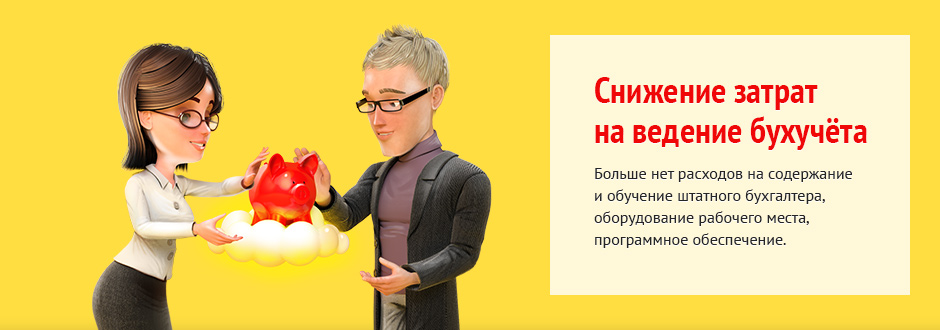 Снижение затрат
на ведение бухучёта
Больше нет расходов на содержание
и обучение штатного бухгалтера,
оборудование рабочего места,
программное обеспечение.